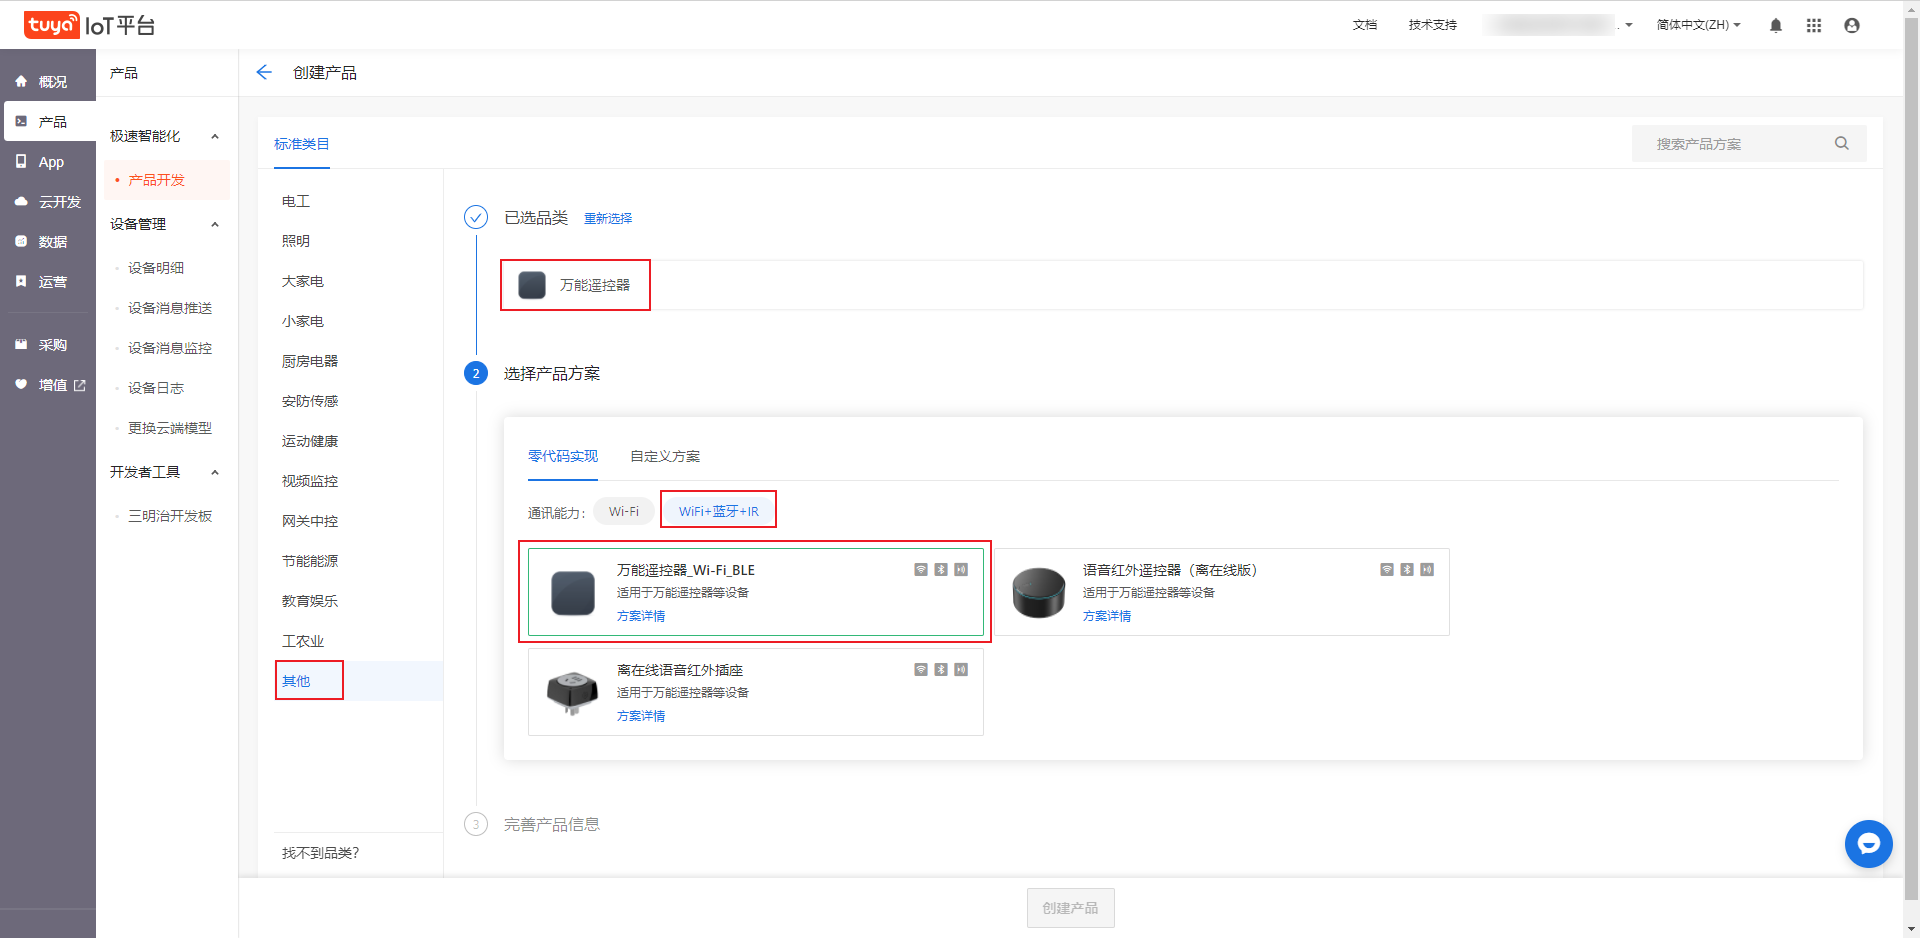 tuya IoT平台
文档
技术支持
简体中文(ZH)
概况
产品
App
云开发
数据
运营
采购
增值
产品
极速智能化
产品开发
设备管理
设备明细
设备消息推送
设备消息监控
设备日志
更换云端模型
开发者工具
三明治开发板
创建产品
标准类目
搜索产品方案
电工
照明
大家电
小家电
厨房电器
安防传感
运动健康
视频监控
网关中控
节能能源
教育娱乐
工农业
其他
找不到品类?
已选品类 重新选择
万能遥控器
2 选择产品方案
零代码实现 自定义方案
通讯能力: Wi-Fi WiFi+蓝牙+IR
万能遥控器_Wi-Fi_BLE
适用于万能遥控器等设备
方案详情
语音红外遥控器（离在线版）
适用于万能遥控器等设备
方案详情
离在线语音红外插座
适用于万能遥控器等设备
方案详情
3 完善产品信息
创建产品